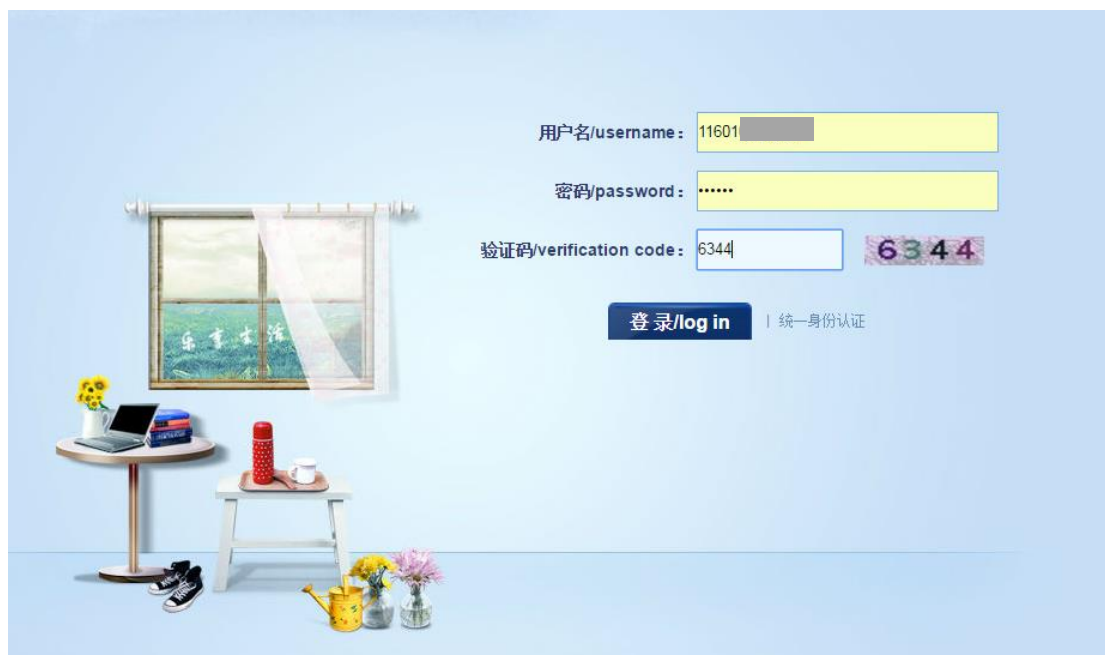 用户名/username： 11601
密码/password： ••••••
验证码/verification code： 6344 6344
登 录/log in | 统一身份认证
乐享生活